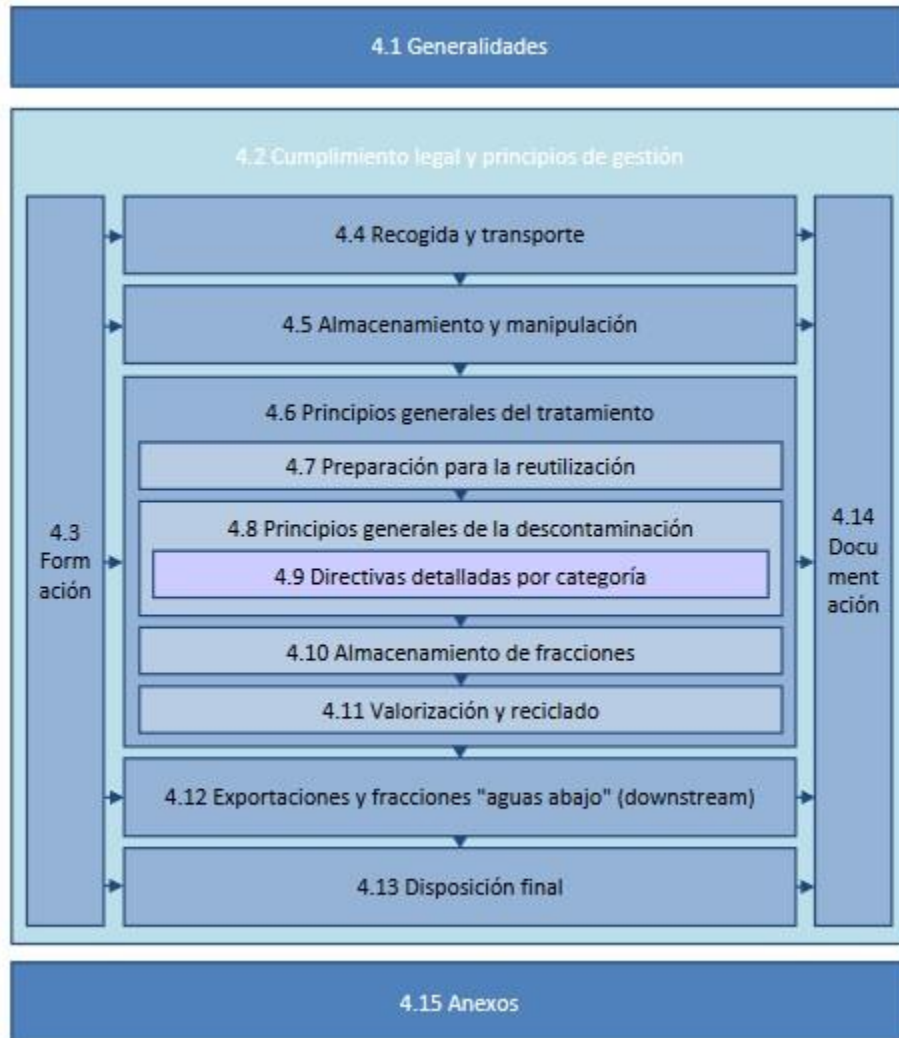 4.1 Generalidades
4.2 Cumplimiento legal y principios de gestión
4.3
Form
ación
4.4 Recogida y transporte
4.5 Almacenamiento y manipulación
4.6 Principios generales del tratamiento
4.7 Preparación para la reutilización
4.8 Principios generales de la descontaminación
4.9 Directivas detalladas por categoría
4.10 Almacenamiento de fracciones
4.11 Valorización y reciclado
4.12 Exportaciones y fracciones "aguas abajo" (downstream)
4.13 Disposición final
4.14
Docu
ment
ación
4.15 Anexos